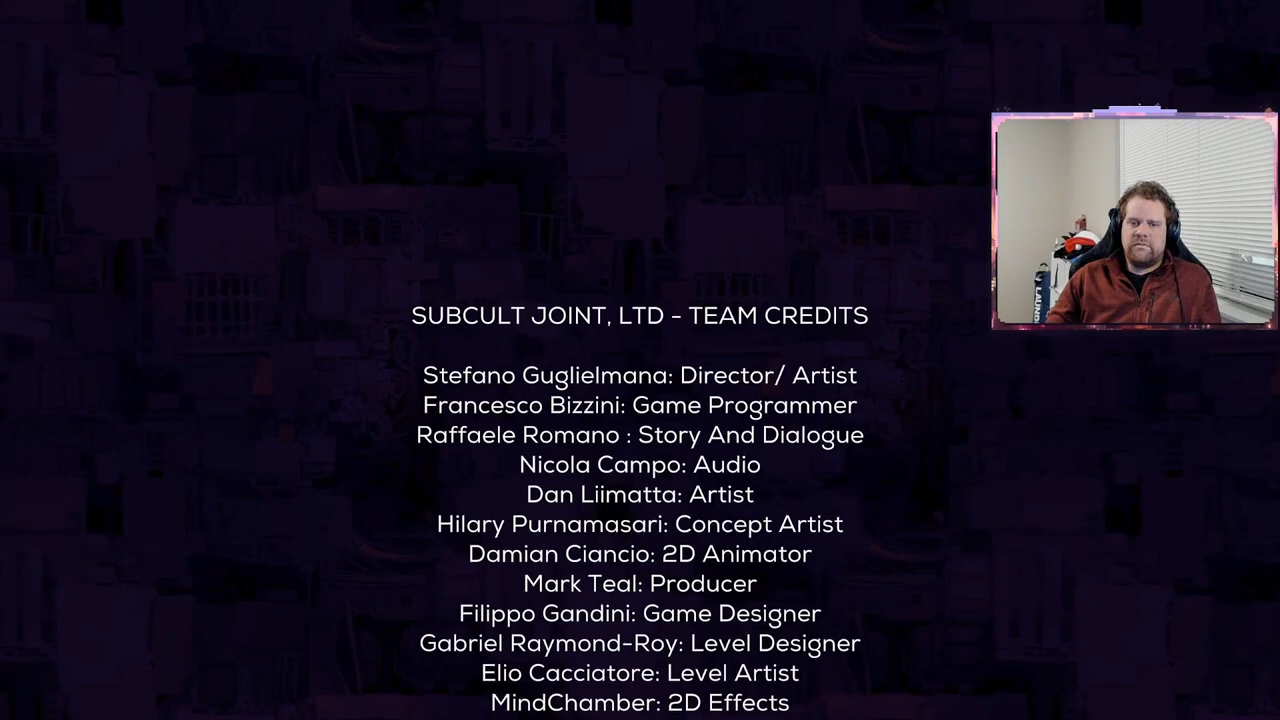 SUBCULT JOINT, LTD - TEAM CREDITS
Stefano Guglielmana: Director/ Artist
Francesco Bizzini: Game Programmer
Raffaele Romano : Story And Dialogue
Nicola Campo: Audio
Dan Liimatta: Artist
Hilary Purnamasari: Concept Artist
Damian Ciancio: 2D Animator
Mark Teal: Producer
Filippo Gandini: Game Designer
Gabriel Raymond-Roy: Level Designer
Elio Cacciatore: Level Artist
MindChamber: 2D Effects